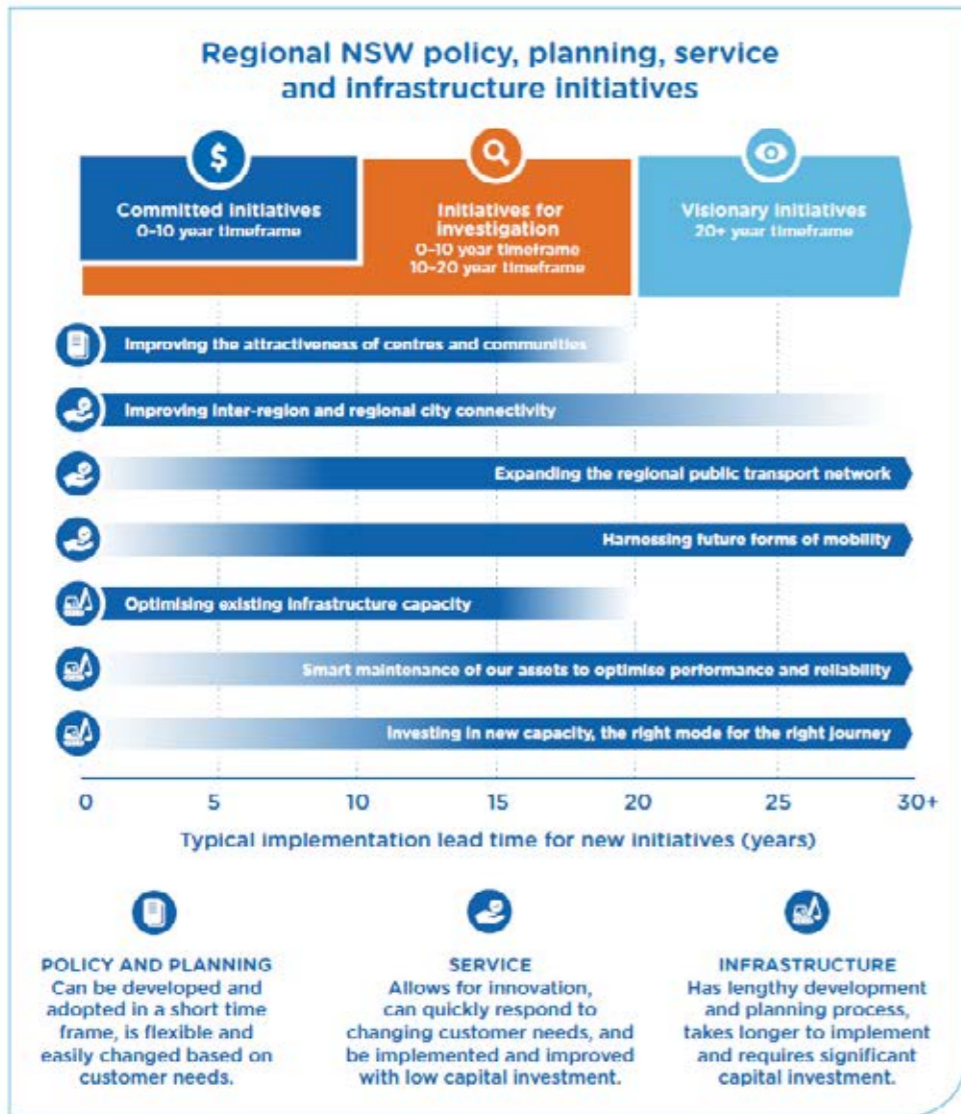 Regional NSW policy, planning, service
and infrastructure initiatives
$
Committed initiatives
0–10 year timeframe
Initiatives for
investigation
0–10 year timeframe
10–20 year timeframe
Visionary initiatives
20+ year timeframe
Improving the attractiveness of centres and communities
Improving inter-region and regional city connectivity
Expanding the regional public transport network
Harnessing future forms of mobility
Optimising existing infrastructure capacity
Smart maintenance of our assets to optimise performance and reliability
Investing in new capacity, the right mode for the right journey
0 5 10 15 20 25 30+
Typical implementation lead time for new initiatives (years)
POLICY AND PLANNING
Can be developed and
adopted in a short time
frame, is flexible and
easily changed based on
customer needs.
SERVICE
Allows for innovation,
can quickly respond to
changing customer needs, and
be implemented and improved
with low capital investment.
INFRASTRUCTURE
Has lengthy development
and planning process,
takes longer to implement
and requires significant
capital investment.